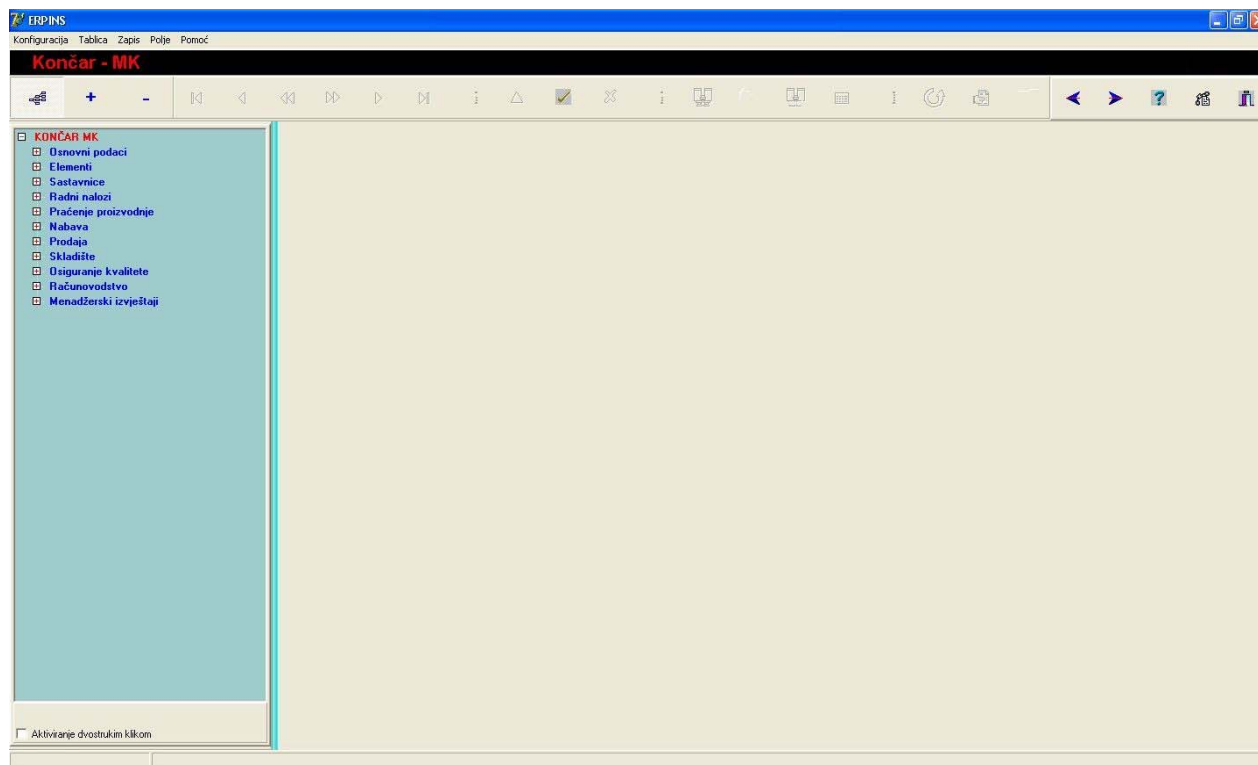 ERPINS
Konfiguracija Tablica Zapis Polje Pomoć
Končar - MK
+ -
?
KONČAR MK
Osnovni podaci
Elementi
Sastavnice
Radni nalozi
Praćenje proizvodnje
Nabava
Prodaja
Skladište
Osiguranje kvalitete
Računovodstvo
Menadžerski izvještaji
Aktiviranje dvostrukim klikom